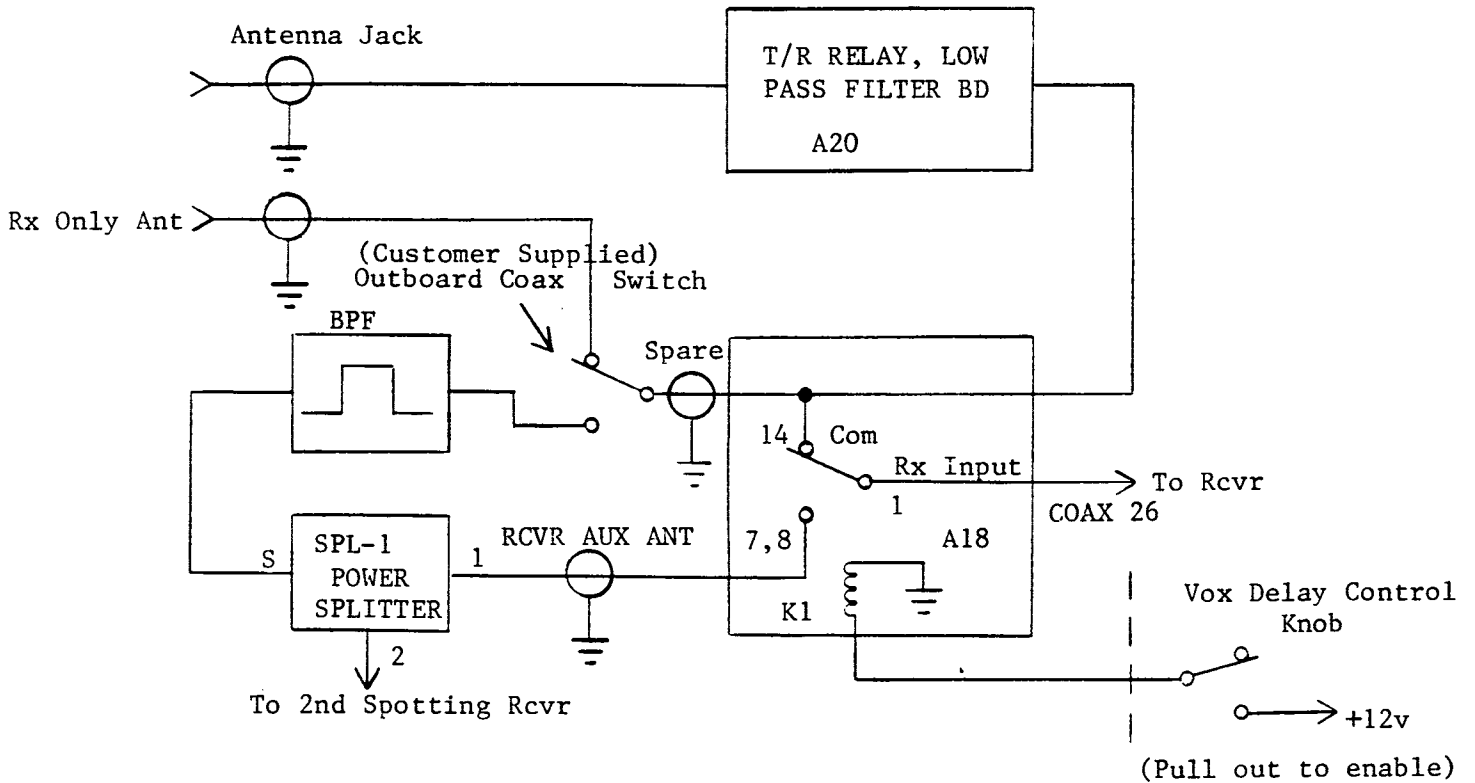 Antenna Jack
T/R RELAY, LOW
PASS FILTER BD
A20
Rx Only Ant
(Customer Supplied)
Outboard Coax Switch
BPF
Spare
14 Com
Rx Input
1
To Rcvr
COAX 26
7,8
A18
K1
S
SPL-1
POWER
SPLITTER
1
RCVR AUX ANT
2
To 2nd Spotting Rcvr
Vox Delay Control
Knob
+12v
(Pull out to enable)